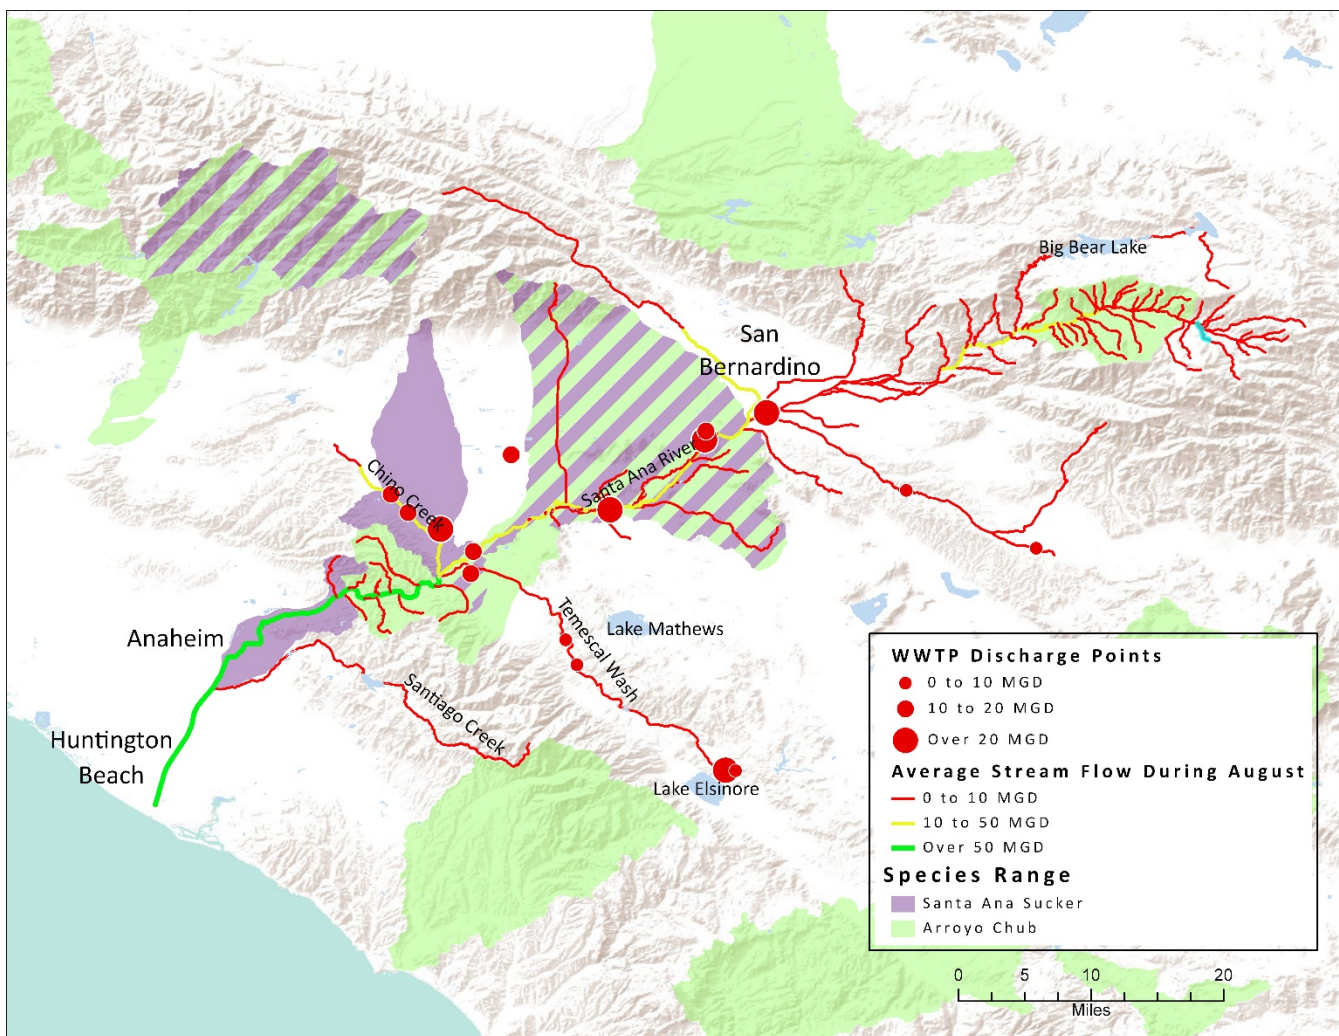 Big Bear Lake
San
Bernardino
Santa Ana River
Chino Creek
Anaheim
Lake Mathews
Temescal Wash
Santiago Creek
Huntington
Beach
Lake Elsinore
WWTP Discharge Points
0 to 10 MGD
10 to 20 MGD
Over 20 MGD
Average Stream Flow During August
0 to 10 MGD
10 to 50 MGD
Over 50 MGD
Species Range
Santa Ana Sucker
Arroyo Chub
0 5 10 20
Miles